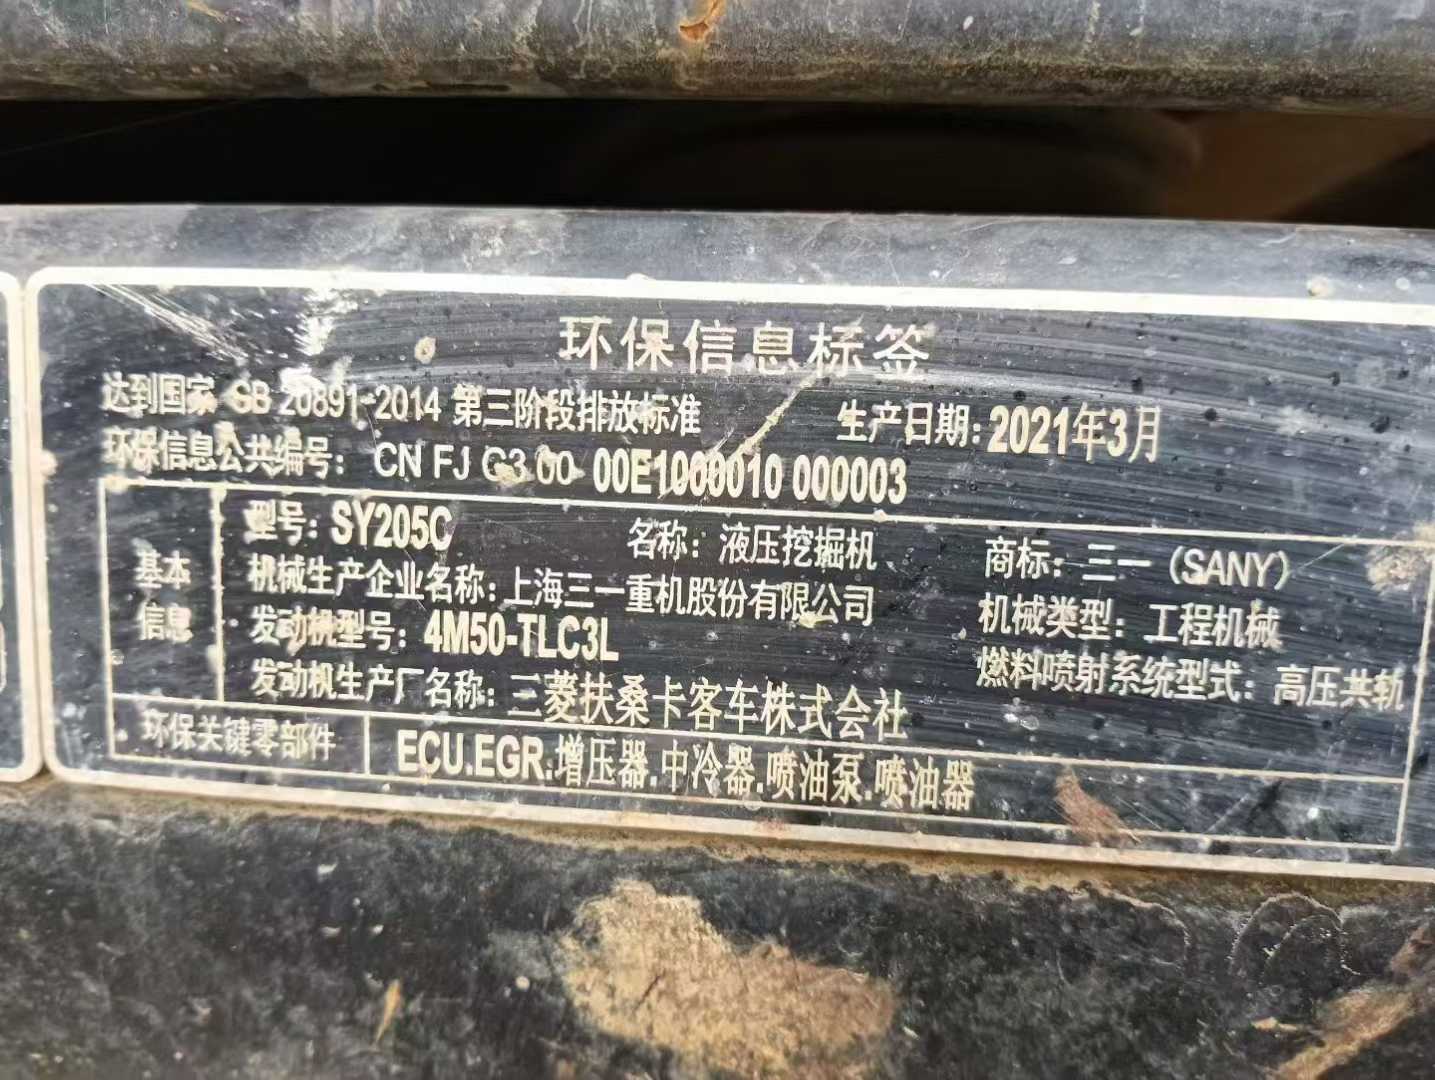 环保信息标签
达到国家 GB 20891-2014 第三阶段排放标准 生产日期: 2021年3月
环保信息公共编号: CN FJ G3 00 00E1000010 000003
基本信息
型号: SY205C 名称: 液压挖掘机 商标: 三一 (SANY)
机械生产企业名称: 上海三一重机股份有限公司 机械类型: 工程机械
发动机型号: 4M50-TLC3L 燃料喷射系统型式: 高压共轨
发动机生产厂名称: 三菱扶桑卡客车株式会社
环保关键零部件 ECU.EGR.增压器.中冷器.喷油泵.喷油器